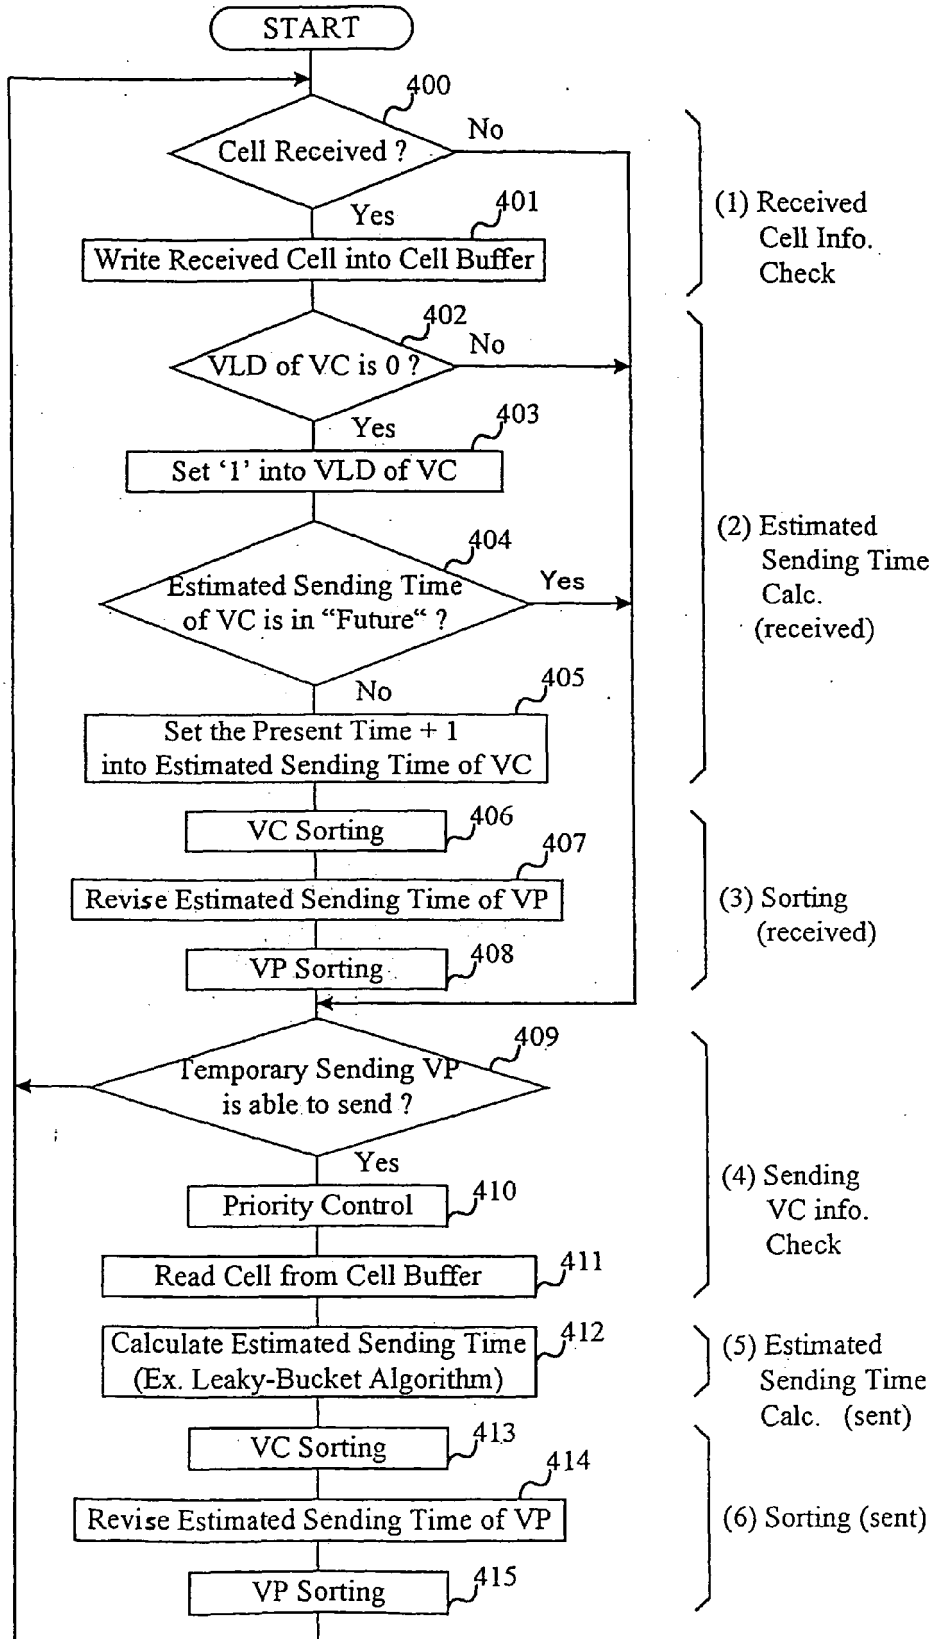 START
400
Cell Received ?
No
Yes
401
Write Received Cell into Cell Buffer
(1) Received
Cell Info.
Check
402
VLD of VC is 0 ?
No
Yes
403
Set ‘1’ into VLD of VC
404
Estimated Sending Time
of VC is in “Future“ ?
Yes
No
405
Set the Present Time + 1
into Estimated Sending Time of VC
(2) Estimated
Sending Time
Calc.
(received)
VC Sorting
406
407
Revise Estimated Sending Time of VP
VP Sorting
408
(3) Sorting
(received)
409
Temporary Sending VP
is able to send ?
Yes
Priority Control
410
Read Cell from Cell Buffer
411
(4) Sending
VC info.
Check
Calculate Estimated Sending Time
(Ex. Leaky-Bucket Algorithm)
412
(5) Estimated
Sending Time
Calc. (sent)
VC Sorting
413
414
Revise Estimated Sending Time of VP
VP Sorting
415
(6) Sorting (sent)